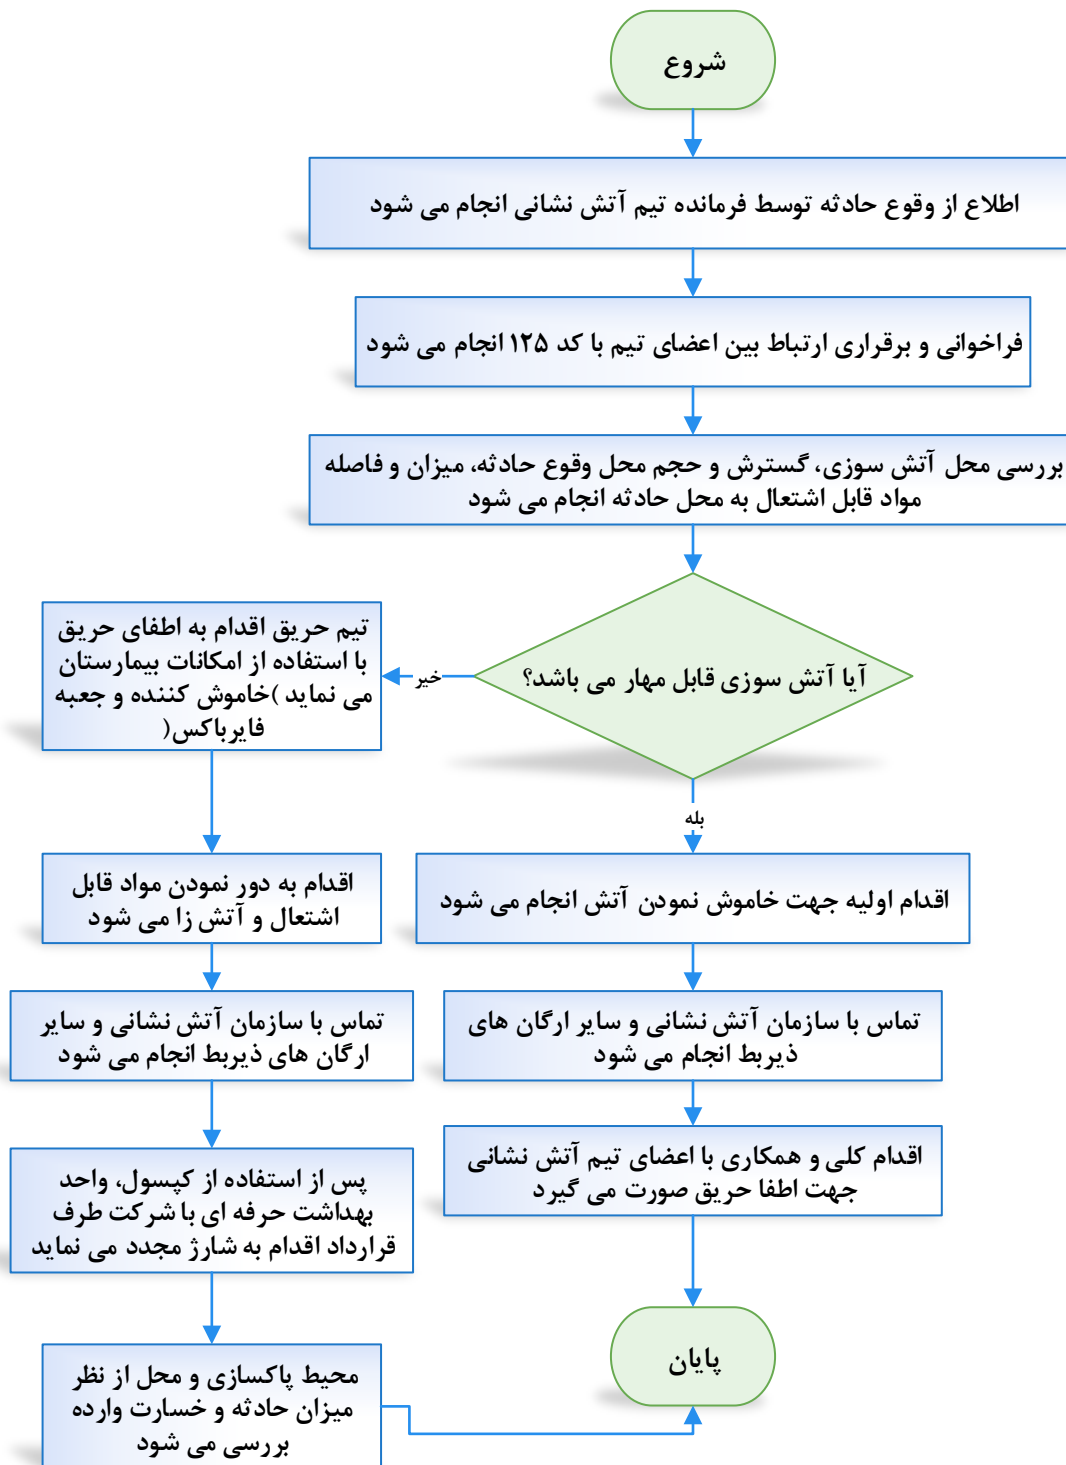 شروع
اطلاع از وقوع حادثه توسط فرمانده تیم آتش نشانی انجام می شود
فراخوانی و برقراری ارتباط بین اعضای تیم با کد ۱۲۵ انجام می شود
بررسی محل آتش سوزی، گسترش و حجم محل وقوع حادثه، میزان و فاصله
مواد قابل اشتعال به محل حادثه انجام می شود
آیا آتش سوزی قابل مهار می باشد؟
خیر
تیم حریق اقدام به اطفای حریق
با استفاده از امکانات بیمارستان
می نماید )خاموش کننده و جعبه
فایرباکس(
بله
اقدام اولیه جهت خاموش نمودن آتش انجام می شود
اقدام به دور نمودن مواد قابل
اشتعال و آتش زا می شود
تماس با سازمان آتش نشانی و سایر ارگان های
ذیربط انجام می شود
تماس با سازمان آتش نشانی و سایر
ارگان های ذیربط انجام می شود
اقدام کلی و همکاری با اعضای تیم آتش نشانی
جهت اطفا حریق صورت می گیرد
پس از استفاده از کپسول، واحد
بهداشت حرفه ای با شرکت طرف
قرارداد اقدام به شارژ مجدد می نماید
محیط پاکسازی و محل از نظر
میزان حادثه و خسارت وارده
بررسی می شود
پایان